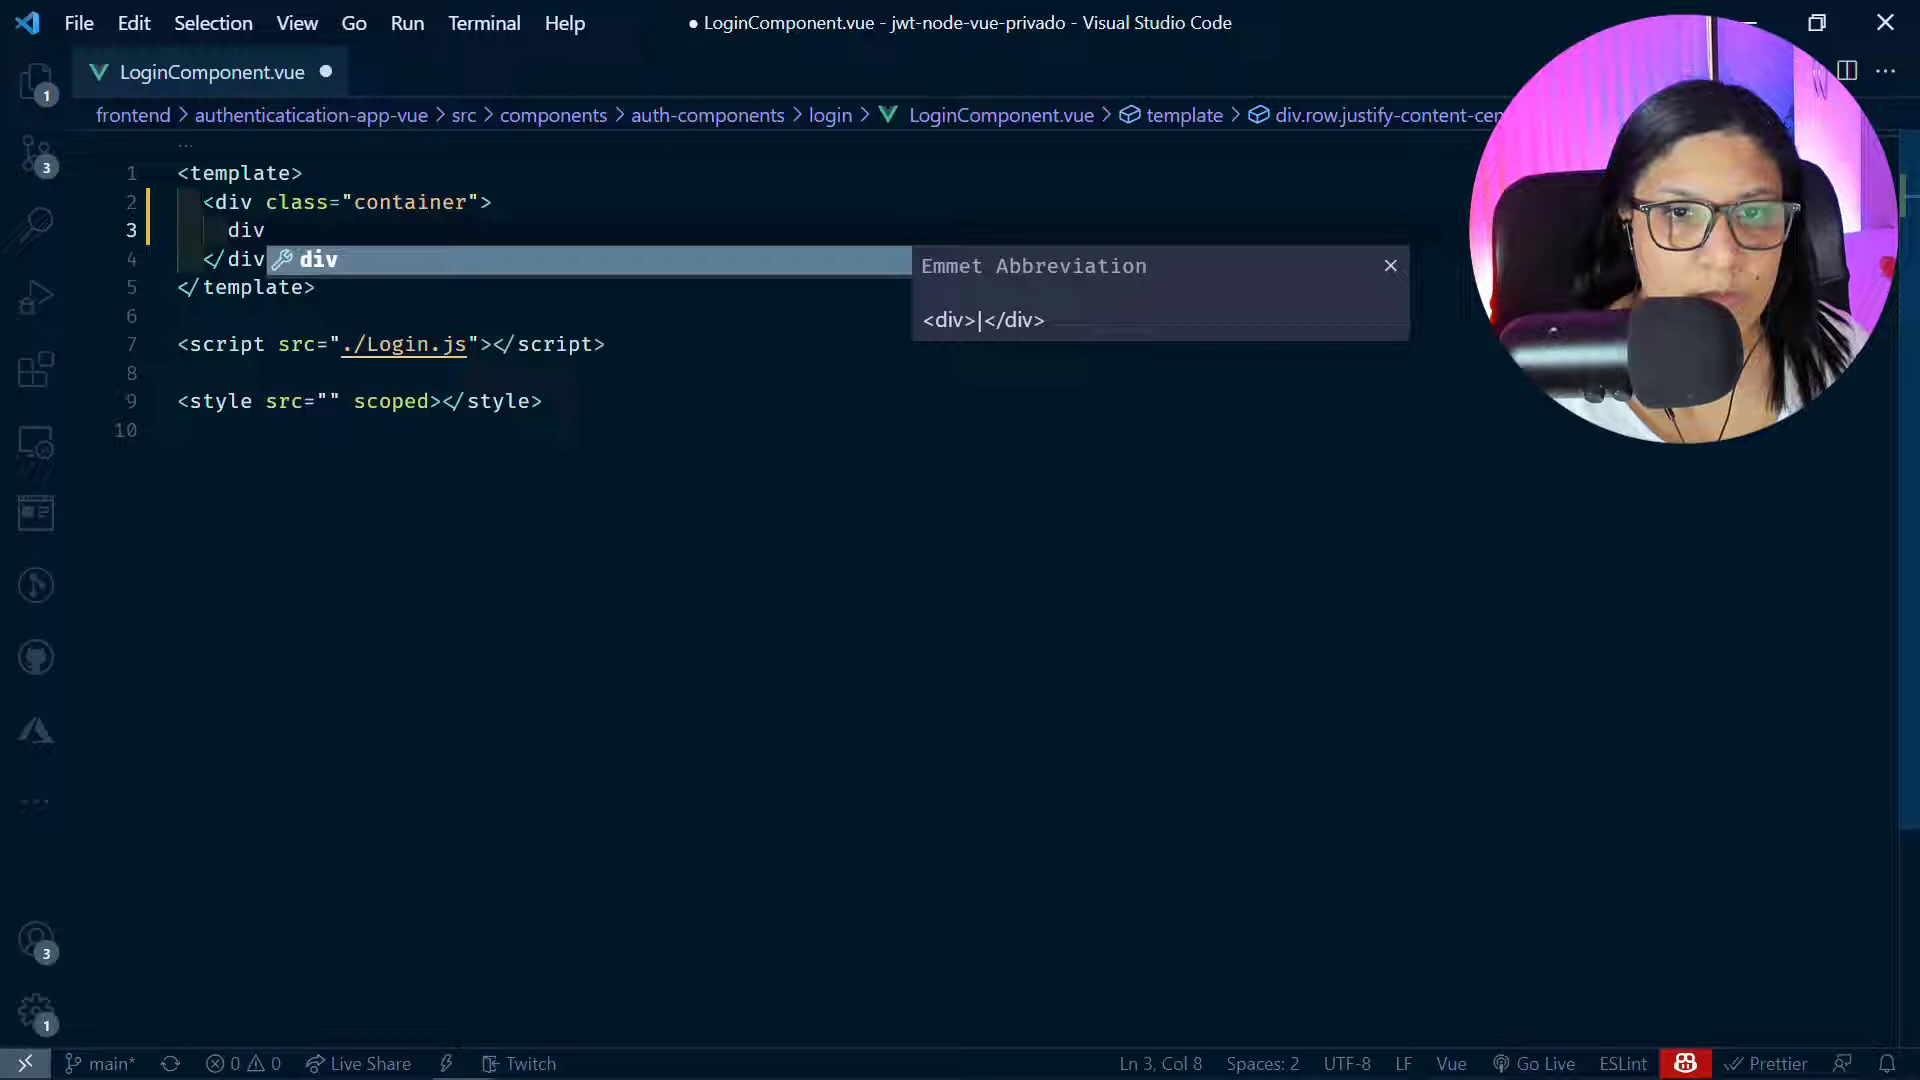 File Edit Selection View Go Run Terminal Help
● LoginComponent.vue - jwt-node-vue-privado - Visual Studio Code
LoginComponent.vue
frontend > authenticatication-app-vue > src > components > auth-components > login > LoginComponent.vue > template > div.row.justify-content-cen
1 <template>
2 <div class="container">
3 div
4 </div
div
Emmet Abbreviation
<div>|</div>
5 </template>
6
7 <script src="./Login.js"></script>
8
9 <style src="" scoped></style>
10
1
3
3
1
main* 0 0 Live Share Twitch
Ln 3, Col 8 Spaces: 2 UTF-8 LF Vue Go Live ESLint Prettier